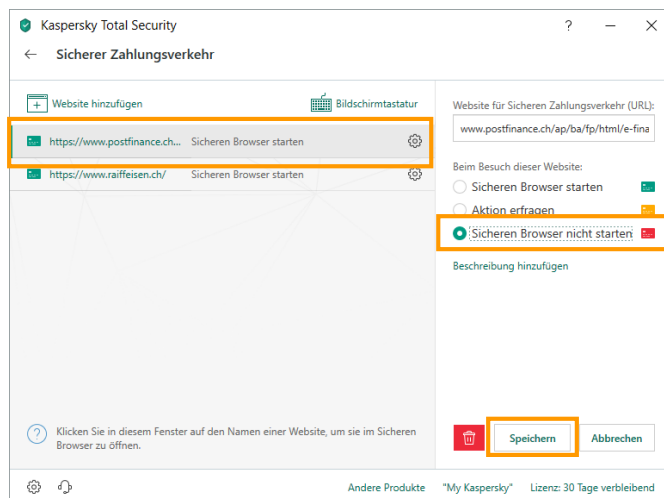 Kaspersky Total Security
?
Sicherer Zahlungsverkehr
Website hinzufügen
Bildschirmtastatur
https://www.postfinance.ch... Sicheren Browser starten
https://www.raiffeisen.ch/ Sicheren Browser starten
Website für Sicheren Zahlungsverkehr (URL):
www.postfinance.ch/ap/ba/fp/html/e-fina
Beim Besuch dieser Website:
Sicheren Browser starten
Aktion erfragen
Sicheren Browser nicht starten
Beschreibung hinzufügen
? Klicken Sie in diesem Fenster auf den Namen einer Website, um sie im Sicheren
Browser zu öffnen.
Speichern Abbrechen
Andere Produkte "My Kaspersky" Lizenz: 30 Tage verbleibend